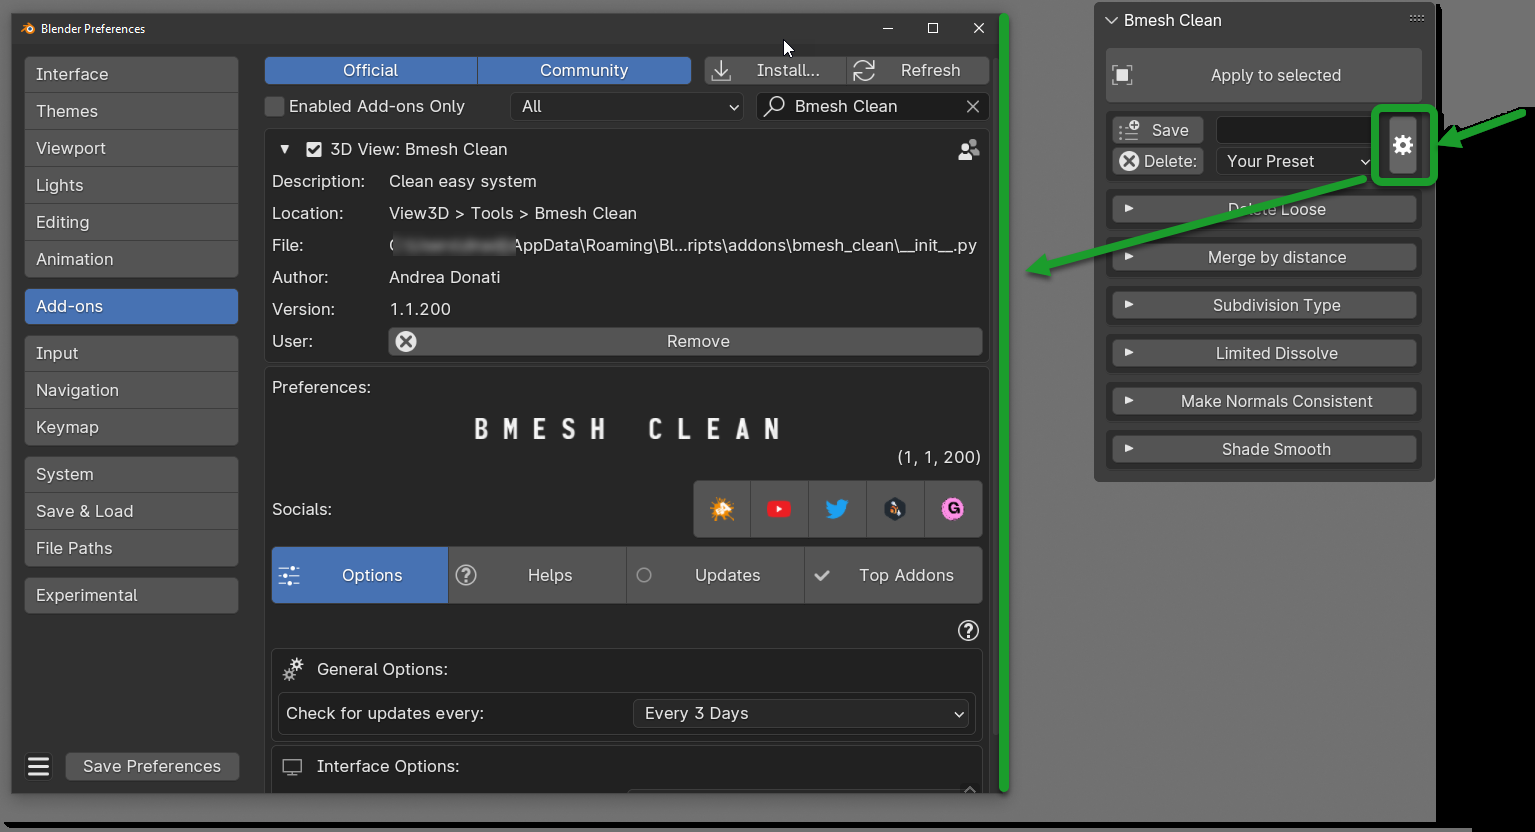 Blender Preferences
Interface
Themes
Viewport
Lights
Editing
Animation
Add-ons
Input
Navigation
Keymap
System
Save & Load
File Paths
Experimental
Save Preferences
Official Community Install... Refresh
Enabled Add-ons Only All Bmesh Clean
3D View: Bmesh Clean
Description: Clean easy system
Location: View3D > Tools > Bmesh Clean
File: AppData\Roaming\Bl...ripts\addons\bmesh_clean\__init__.py
Author: Andrea Donati
Version: 1.1.200
User: Remove
Preferences:
BMESH CLEAN
(1, 1, 200)
Socials:
Options Helps Updates Top Addons
General Options:
Check for updates every: Every 3 Days
Interface Options:
Bmesh Clean
Apply to selected
Save
Delete: Your Preset
Delete Loose
Merge by distance
Subdivision Type
Limited Dissolve
Make Normals Consistent
Shade Smooth